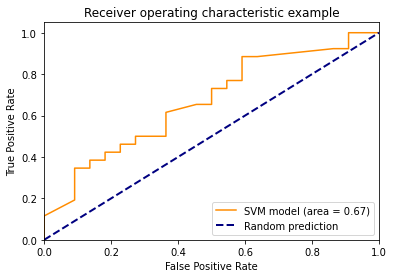 Receiver operating characteristic example
True Positive Rate
1.0
0.8
0.6
0.4
0.2
0.0
SVM model (area = 0.67)
Random prediction
0.0 0.2 0.4 0.6 0.8 1.0
False Positive Rate